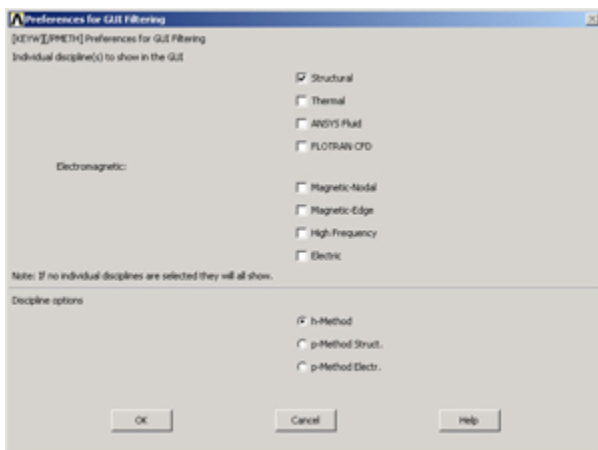 Preferences for GUI Filtering
[KEYW][/PMETH] Preferences for GUI Filtering
Individual discipline(s) to show in the GUI
Structural
Thermal
ANSYS Fluid
FLOTRAN CFD
Electromagnetic:
Magnetic-Nodal
Magnetic-Edge
High Frequency
Electric
Note: If no individual disciplines are selected they will all show.
Discipline options
h-Method
p-Method Struct.
p-Method Electr.
OK Cancel Help